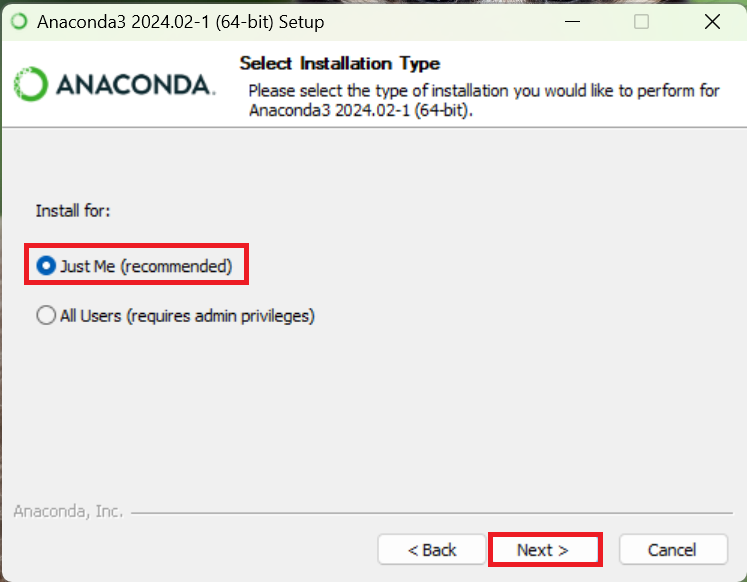 Anaconda3 2024.02-1 (64-bit) Setup
ANACONDA.
Select Installation Type
Please select the type of installation you would like to perform for
Anaconda3 2024.02-1 (64-bit).
Install for:
Just Me (recommended)
All Users (requires admin privileges)
Anaconda, Inc.
< Back Next > Cancel